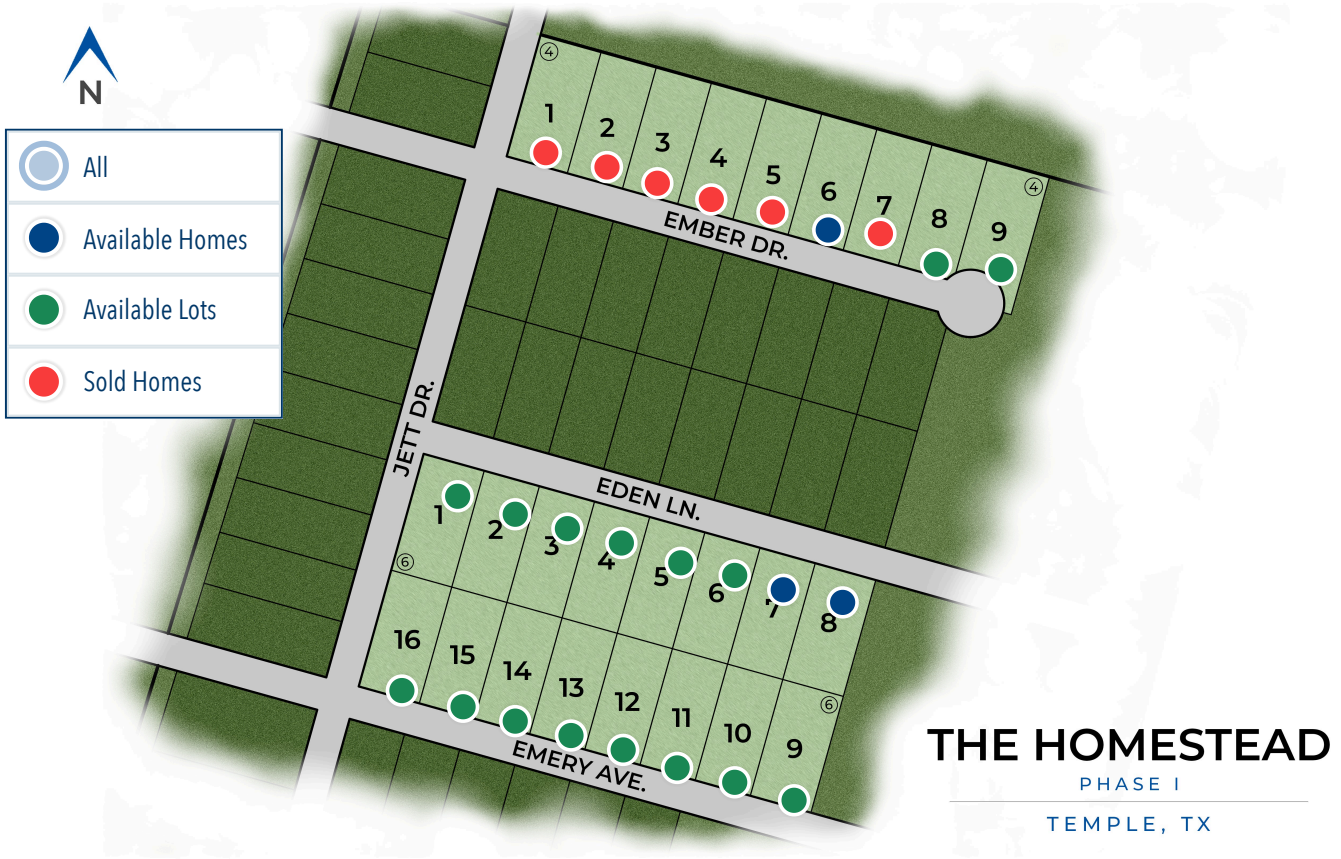 N
All
Available Homes
Available Lots
Sold Homes
④
1
2
3
4
5
6
7
8
9
④
EMBER DR.
JETT DR.
EDEN LN.
1
2
3
4
5
6
7
8
⑥
16
15
14
13
12
11
10
9
⑥
EMERY AVE.
THE HOMESTEAD
PHASE I
TEMPLE, TX